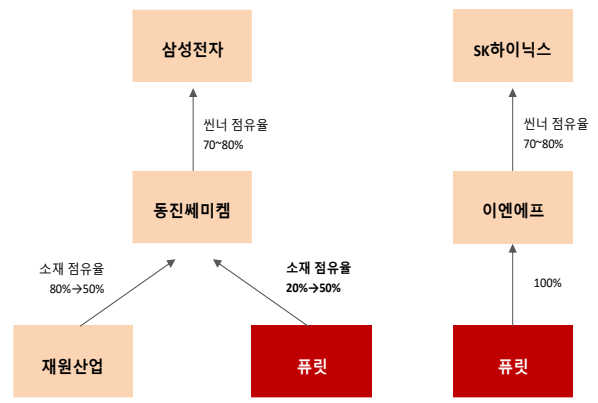 삼성전자
SK하이닉스
씬너 점유율
70~80%
씬너 점유율
70~80%
동진쎄미켐
이엔에프
소재 점유율
80%→50%
소재 점유율
20%→50%
100%
재원산업
퓨릿
퓨릿